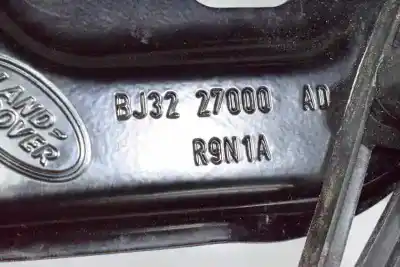 LAND-
ROVER
BJ32 27000 AD
R9N1A